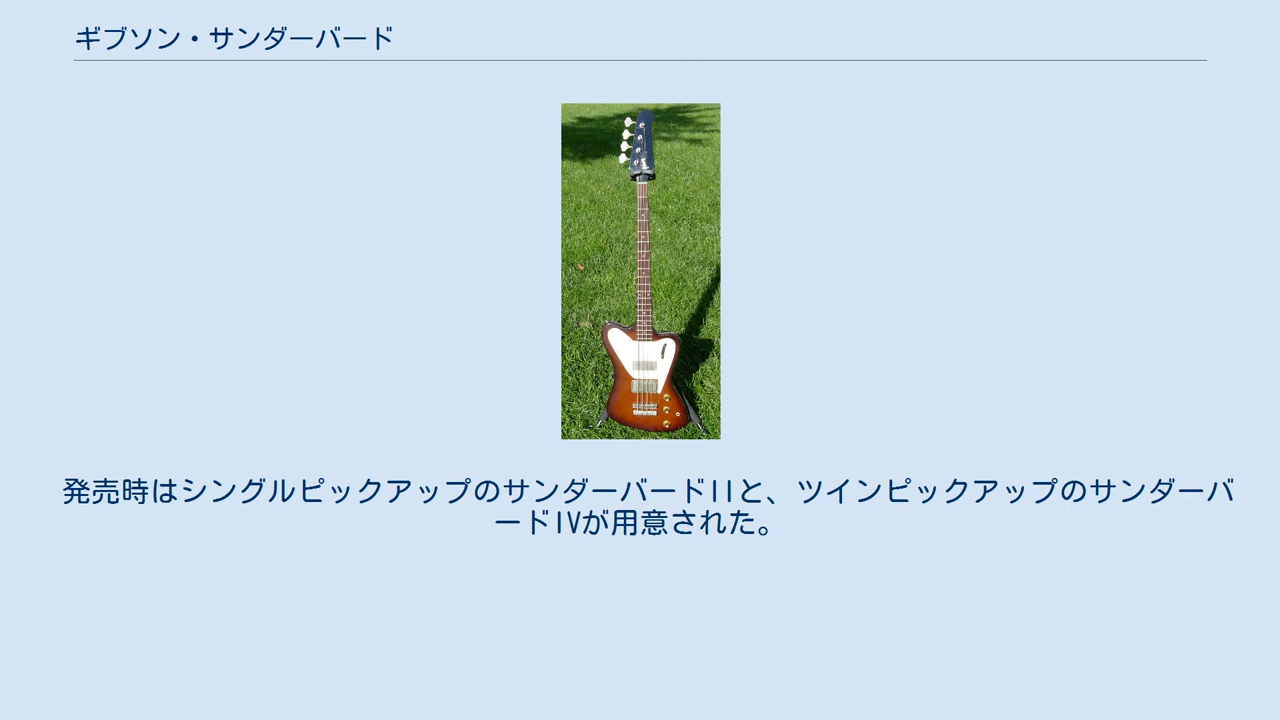 ギブソン・サンダーバード
発売時はシングルピックアップのサンダーバードIIと、ツインピックアップのサンダーバ
ードIVが用意された。